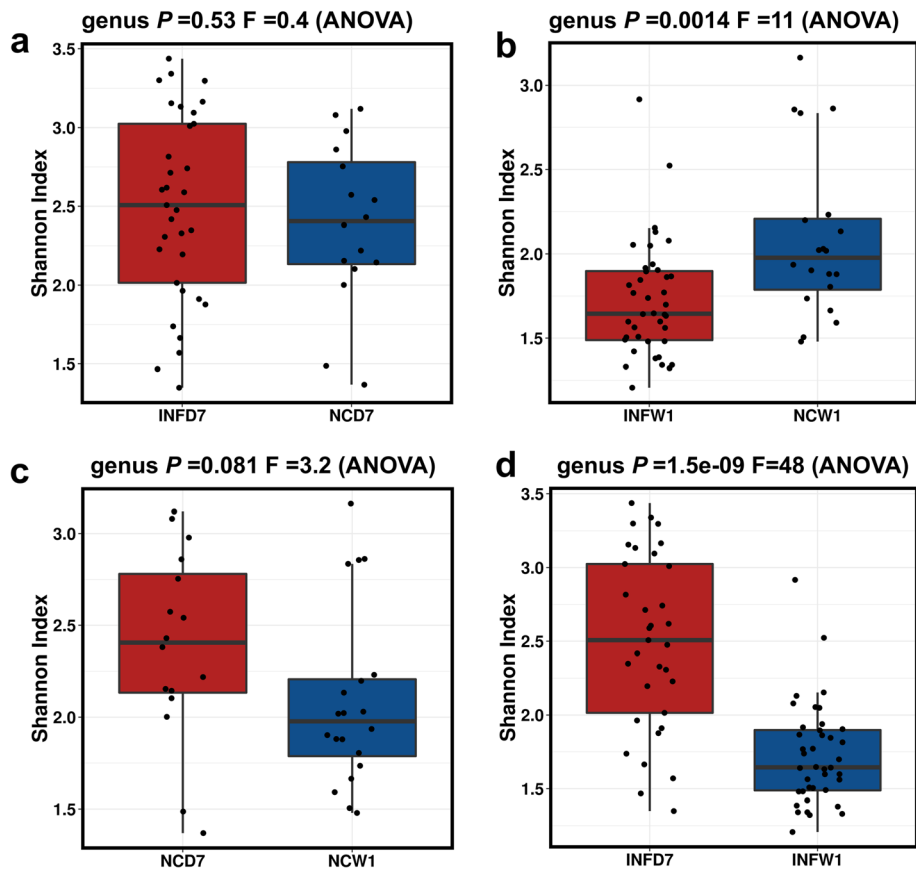 a
genus P =0.53 F =0.4 (ANOVA)
Shannon Index
3.5
3.0
2.5
2.0
1.5
INFD7 NCD7
b
genus P =0.0014 F =11 (ANOVA)
Shannon Index
3.0
2.5
2.0
1.5
INFW1 NCW1
c
genus P =0.081 F =3.2 (ANOVA)
Shannon Index
3.0
2.5
2.0
1.5
NCD7 NCW1
d
genus P =1.5e-09 F=48 (ANOVA)
Shannon Index
3.5
3.0
2.5
2.0
1.5
INFD7 INFW1